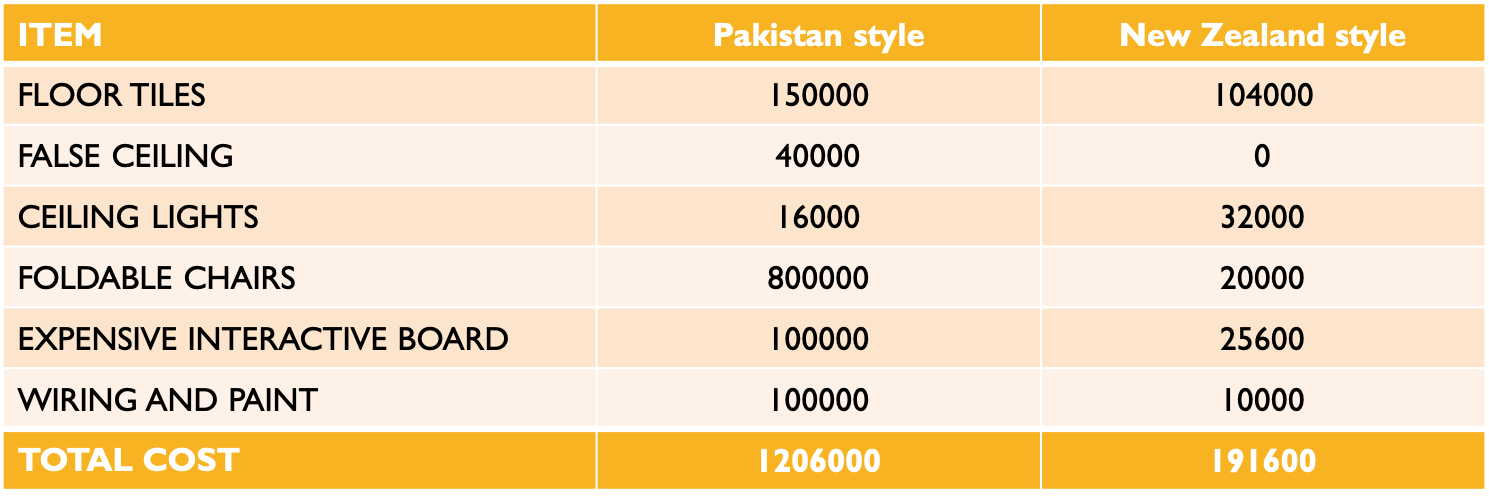 ITEM Pakistan style New Zealand style
FLOOR TILES 150000 104000
FALSE CEILING 40000 0
CEILING LIGHTS 16000 32000
FOLDABLE CHAIRS 800000 20000
EXPENSIVE INTERACTIVE BOARD 100000 25600
WIRING AND PAINT 100000 10000
TOTAL COST 1206000 191600